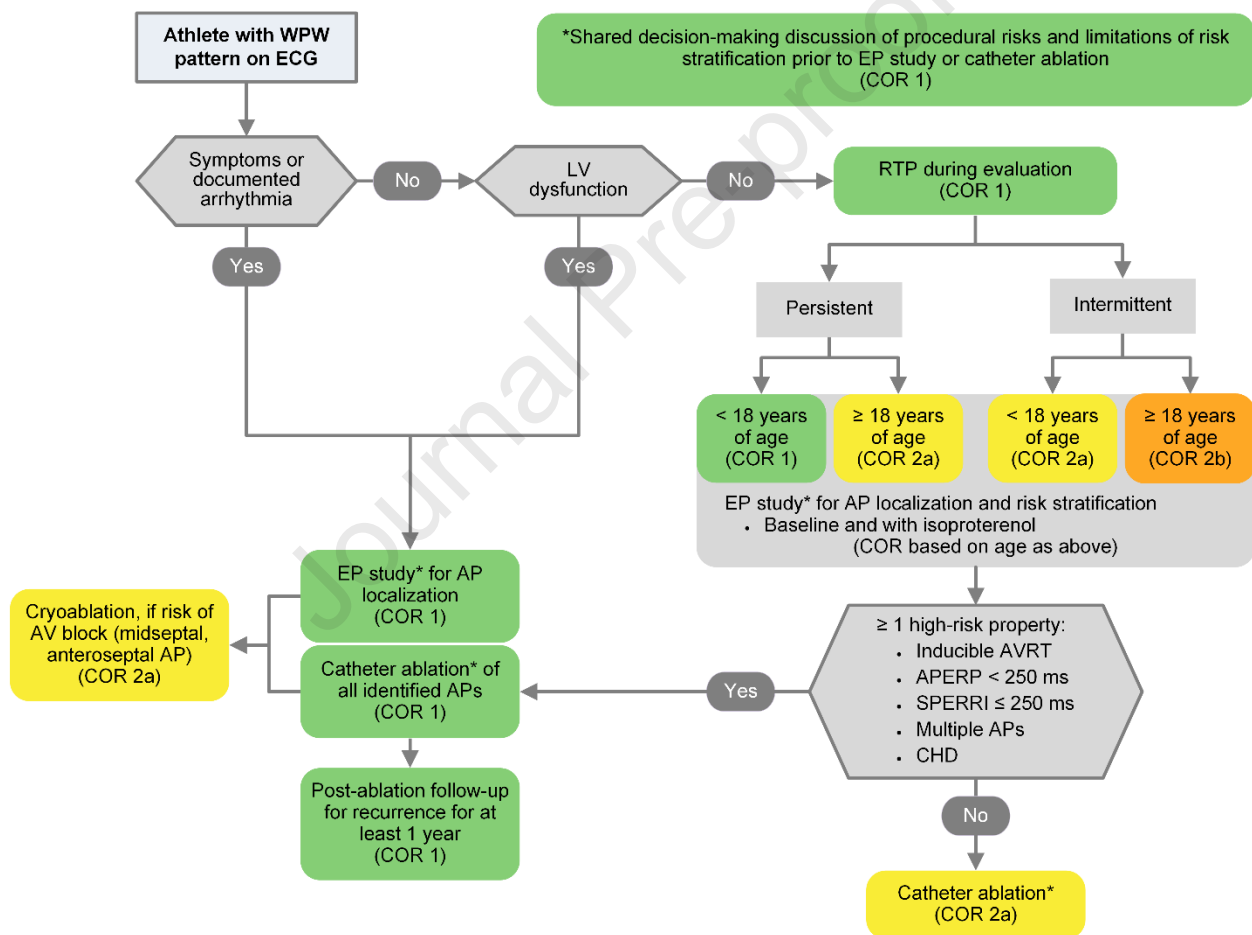 Athlete with WPW
pattern on ECG
*Shared decision-making discussion of procedural risks and limitations of risk
stratification prior to EP study or catheter ablation
(COR 1)
Symptoms or
documented
arrhythmia
No
LV
dysfunction
No
RTP during evaluation
(COR 1)
Yes
Yes
Persistent
Intermittent
< 18 years
of age
(COR 1)
≥ 18 years
of age
(COR 2a)
< 18 years
of age
(COR 2a)
≥ 18 years
of age
(COR 2b)
EP study* for AP localization and risk stratification
• Baseline and with isoproterenol
(COR based on age as above)
EP study* for AP
localization
(COR 1)
Cryoablation, if risk of
AV block (midseptal,
anteroseptal AP)
(COR 2a)
Catheter ablation* of
all identified APs
(COR 1)
Yes
≥ 1 high-risk property:
• Inducible AVRT
• APERP < 250 ms
• SPERRI ≤ 250 ms
• Multiple APs
• CHD
Post-ablation follow-up
for recurrence for at
least 1 year
(COR 1)
No
Catheter ablation*
(COR 2a)
Journal Pre-proo